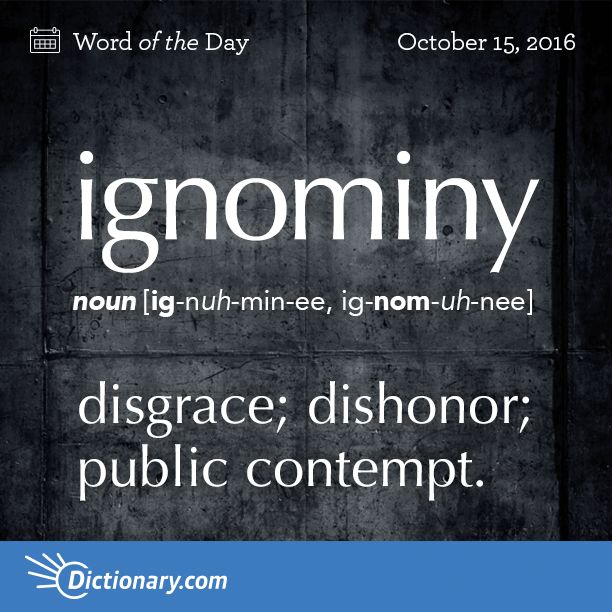 Word of the Day
October 15, 2016
ignominy
noun [ig-nuh-min-ee, ig-nom-uh-nee]
disgrace; dishonor;
public contempt.
Dictionary.com